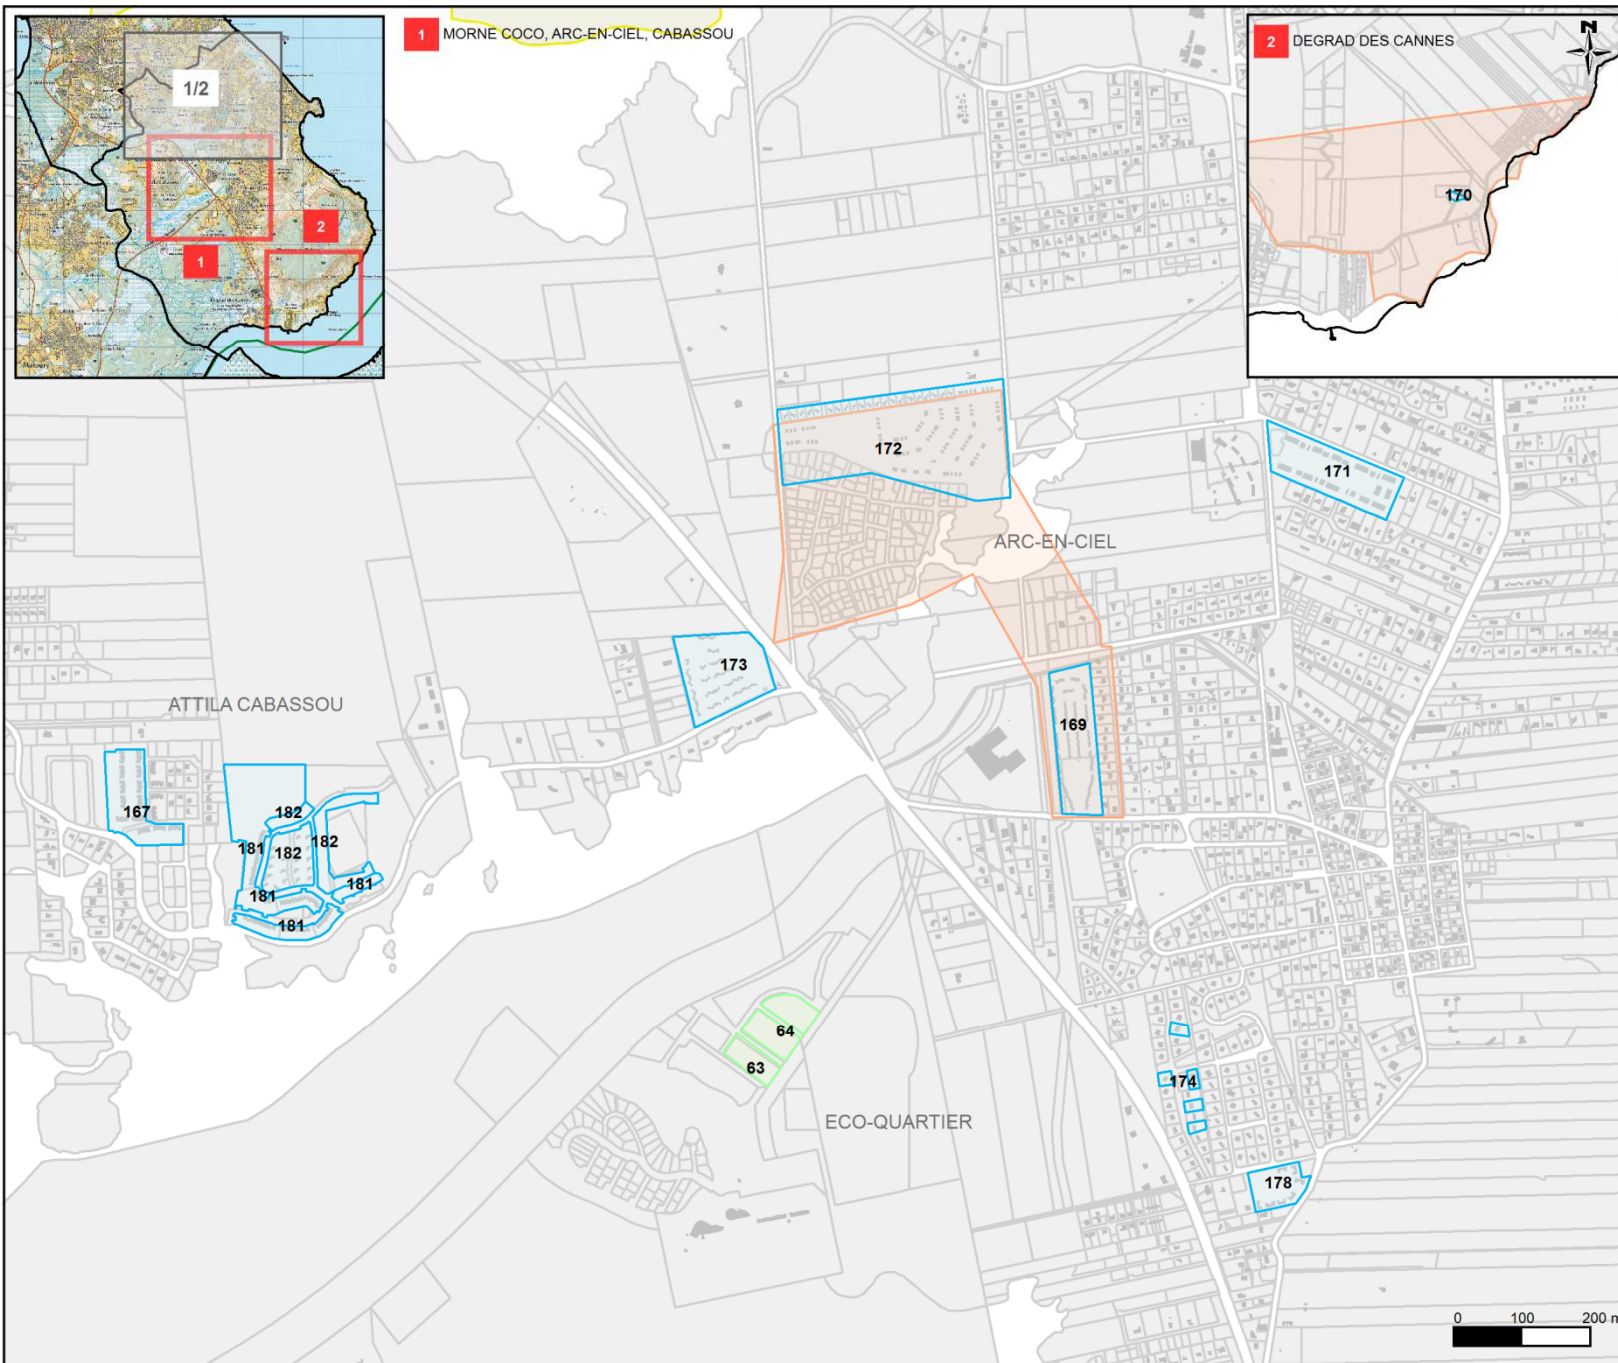 1/2
1
2
1 MORNE COCO, ARC-EN-CIEL, CABASSOU
2 DEGRAD DES CANNES
N
170
172
171
ARC-EN-CIEL
173
169
ATTILA CABASSOU
167
182
181
182
182
181
181
181
64
63
174
ECO-QUARTIER
178
0 100 200 m